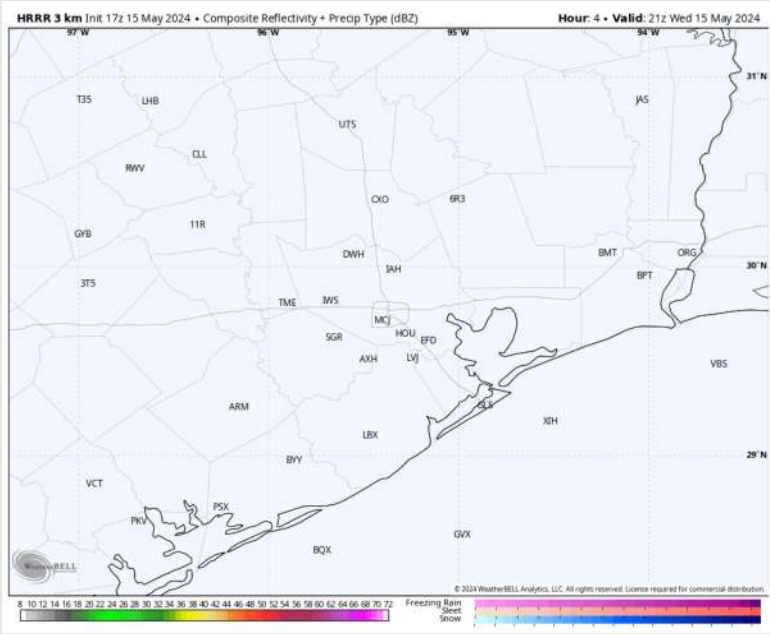 HRRR 3 km Init 17z 15 May 2024 • Composite Reflectivity + Precip Type (dBZ) Hour: 4 • Valid: 21z Wed 15 May 2024
97°W 96°W 95°W 94°W
31°N
T35 LHB JAS
UTS
CLL
RWV
CXO 6R3
11R
GYB
DWH BMT ORG
IAH 30°N
BPT
3T5
TME IWS
MCJ
HOU
SGR EFD
AXH LVJ
VBS
GLS
ARM
XIH
LBX
29°N
BYY
VCT
PSX
PKV
GVX
BQX
WeatherBELL
© 2024 WeatherBELL Analytics, LLC. All rights reserved. License required for commercial distribution.
8 10 12 14 16 18 20 22 24 26 28 30 32 34 36 38 40 42 44 46 48 50 52 54 56 58 60 62 64 66 68 70 72
Freezing Rain
Sleet
Snow